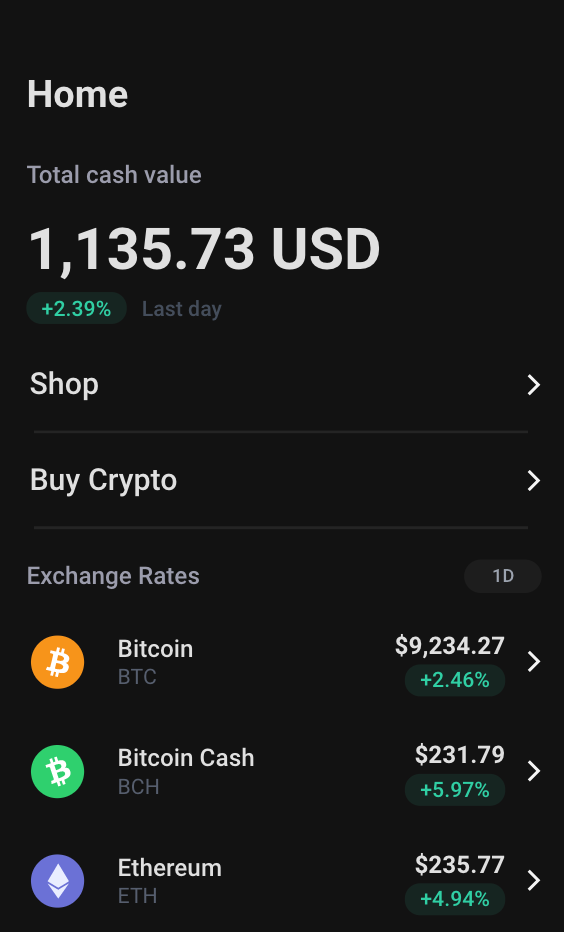 Home
Total cash value
1,135.73 USD
+2.39% Last day
Shop
Buy Crypto
Exchange Rates 1D
Bitcoin $9,234.27
BTC +2.46%
Bitcoin Cash $231.79
BCH +5.97%
Ethereum $235.77
ETH +4.94%